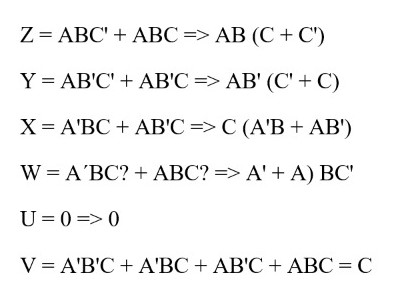 Z = ABC' + ABC => AB (C + C')
Y = AB'C' + AB'C => AB' (C' + C)
X = A'BC + AB'C => C (A'B + AB')
W = A´BC? + ABC? => A' + A) BC'
U = 0 => 0
V = A'B'C + A'BC + AB'C + ABC = C